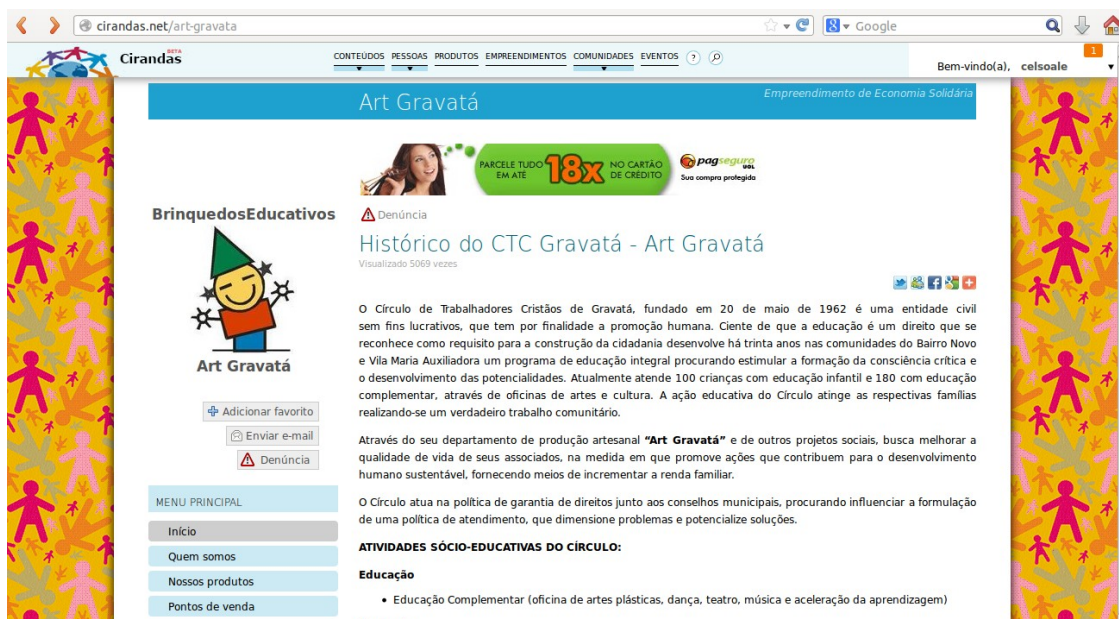 cirandas.net/art-gravata
Google
Cirandas BETA
CONTEÚDOS PESSOAS PRODUTOS EMPREENDIMENTOS COMUNIDADES EVENTOS ?
1
Bem-vindo(a), celsoale
Art Gravatá
Empreendimento de Economia Solidária
PARCELE TUDO EM ATÉ 18x NO CARTÃO DE CRÉDITO
pagseguro UOL
Sua compra protegida
BrinquedosEducativos
Art Gravatá
Adicionar favorito
Enviar e-mail
Denúncia
MENU PRINCIPAL
Início
Quem somos
Nossos produtos
Pontos de venda
Denúncia
Histórico do CTC Gravatá - Art Gravatá
Visualizado 5069 vezes
O Círculo de Trabalhadores Cristãos de Gravatá, fundado em 20 de maio de 1962 é uma entidade civil
sem fins lucrativos, que tem por finalidade a promoção humana. Ciente de que a educação é um direito que se
reconhece como requisito para a construção da cidadania desenvolve há trinta anos nas comunidades do Bairro Novo
e Vila Maria Auxiliadora um programa de educação integral procurando estimular a formação da consciência crítica e
o desenvolvimento das potencialidades. Atualmente atende 100 crianças com educação infantil e 180 com educação
complementar, através de oficinas de artes e cultura. A ação educativa do Círculo atinge as respectivas famílias
realizando-se um verdadeiro trabalho comunitário.
Através do seu departamento de produção artesanal “Art Gravatá” e de outros projetos sociais, busca melhorar a
qualidade de vida de seus associados, na medida em que promove ações que contribuem para o desenvolvimento
humano sustentável, fornecendo meios de incrementar a renda familiar.
O Círculo atua na política de garantia de direitos junto aos conselhos municipais, procurando influenciar a formulação
de uma política de atendimento, que dimensione problemas e potencialize soluções.
ATIVIDADES SÓCIO-EDUCATIVAS DO CÍRCULO:
Educação
• Educação Complementar (oficina de artes plásticas, dança, teatro, música e aceleração da aprendizagem)